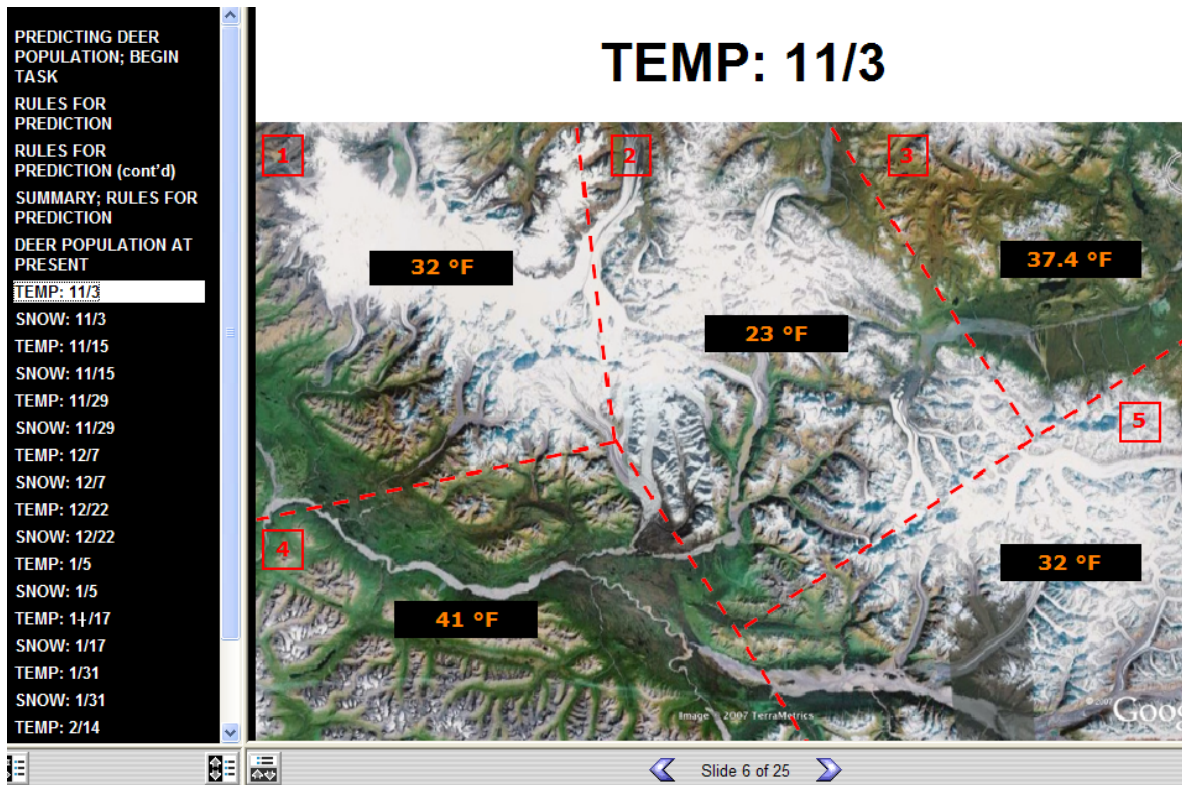 PREDICTING DEER
POPULATION; BEGIN
TASK
RULES FOR
PREDICTION
RULES FOR
PREDICTION (cont'd)
SUMMARY; RULES FOR
PREDICTION
DEER POPULATION AT
PRESENT
TEMP: 11/3
SNOW: 11/3
TEMP: 11/15
SNOW: 11/15
TEMP: 11/29
SNOW: 11/29
TEMP: 12/7
SNOW: 12/7
TEMP: 12/22
SNOW: 12/22
TEMP: 1/5
SNOW: 1/5
TEMP: 1+/17
SNOW: 1/17
TEMP: 1/31
SNOW: 1/31
TEMP: 2/14
TEMP: 11/3
1
2
3
32 °F
37.4 °F
23 °F
5
4
32 °F
41 °F
Image © 2007 TerraMetrics
© 2007 Goo
Slide 6 of 25